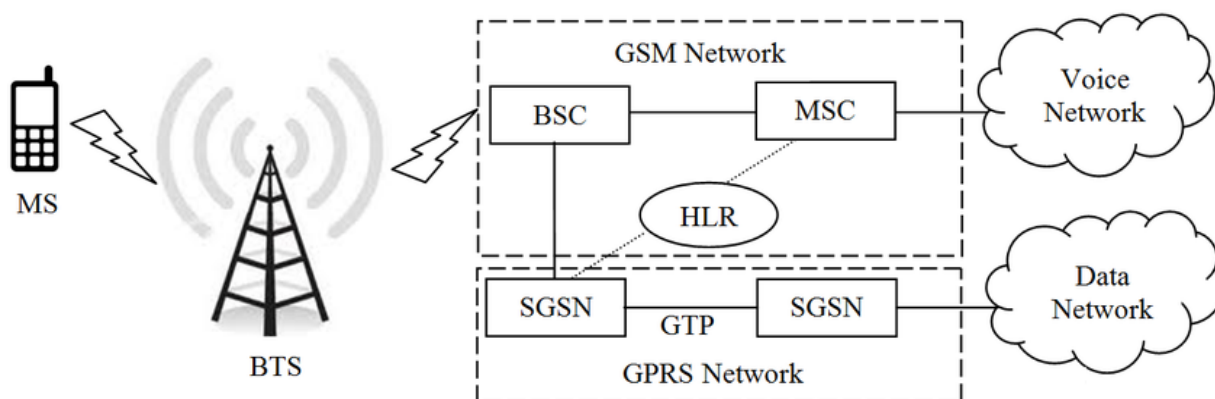 MS
BTS
GSM Network
BSC
MSC
HLR
SGSN
GTP
SGSN
GPRS Network
Voice
Network
Data
Network